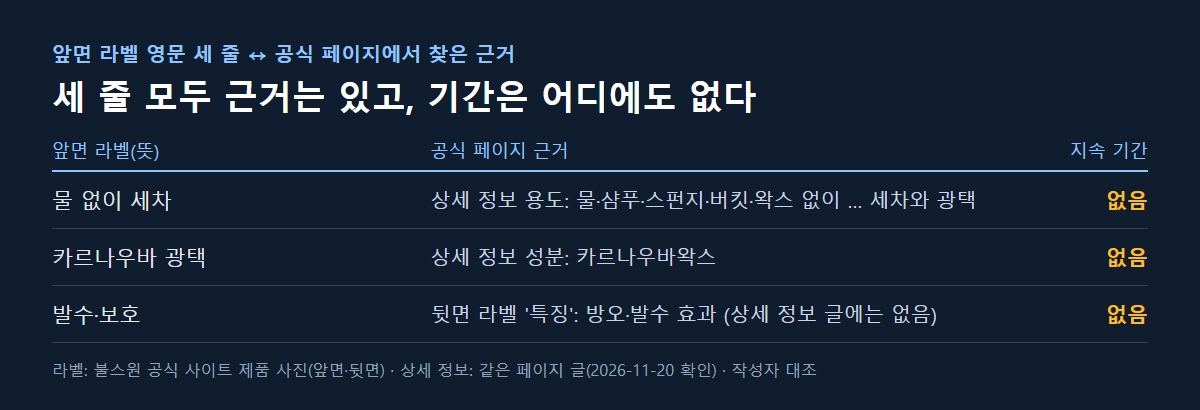 앞면 라벨 영문 세 줄 ↔ 공식 페이지에서 찾은 근거
세 줄 모두 근거는 있고, 기간은 어디에도 없다
앞면 라벨(뜻) 공식 페이지 근거 지속 기간
물 없이 세차 상세 정보 용도: 물·샴푸·스펀지·버킷·왁스 없이 ... 세차와 광택 없음
카르나우바 광택 상세 정보 성분: 카르나우바왁스 없음
발수·보호 뒷면 라벨 '특징': 방오·발수 효과 (상세 정보 글에는 없음) 없음
라벨: 불스원 공식 사이트 제품 사진(앞면·뒷면) · 상세 정보: 같은 페이지 글(2026-11-20 확인) · 작성자 대조